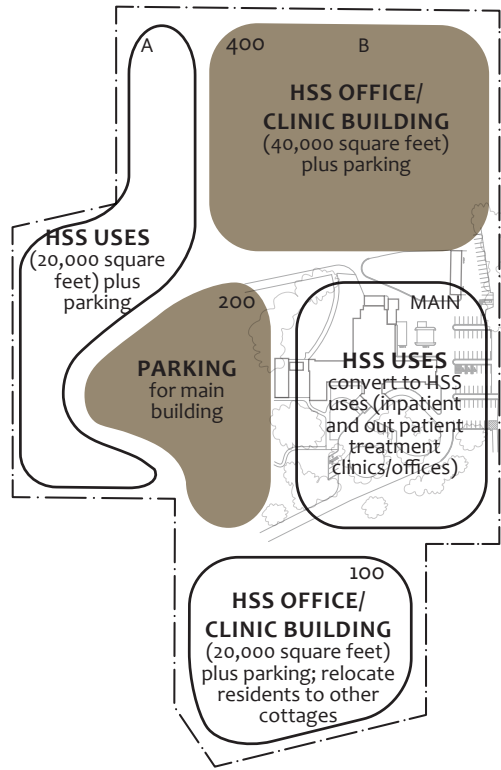 A
400
B
HSS OFFICE/
CLINIC BUILDING
(40,000 square feet)
plus parking
HSS USES
(20,000 square
feet) plus
parking
200
PARKING
for main
building
MAIN
HSS USES
convert to HSS
uses (inpatient
and out patient
treatment
clinics/offices)
100
HSS OFFICE/
CLINIC BUILDING
(20,000 square feet)
plus parking; relocate
residents to other
cottages